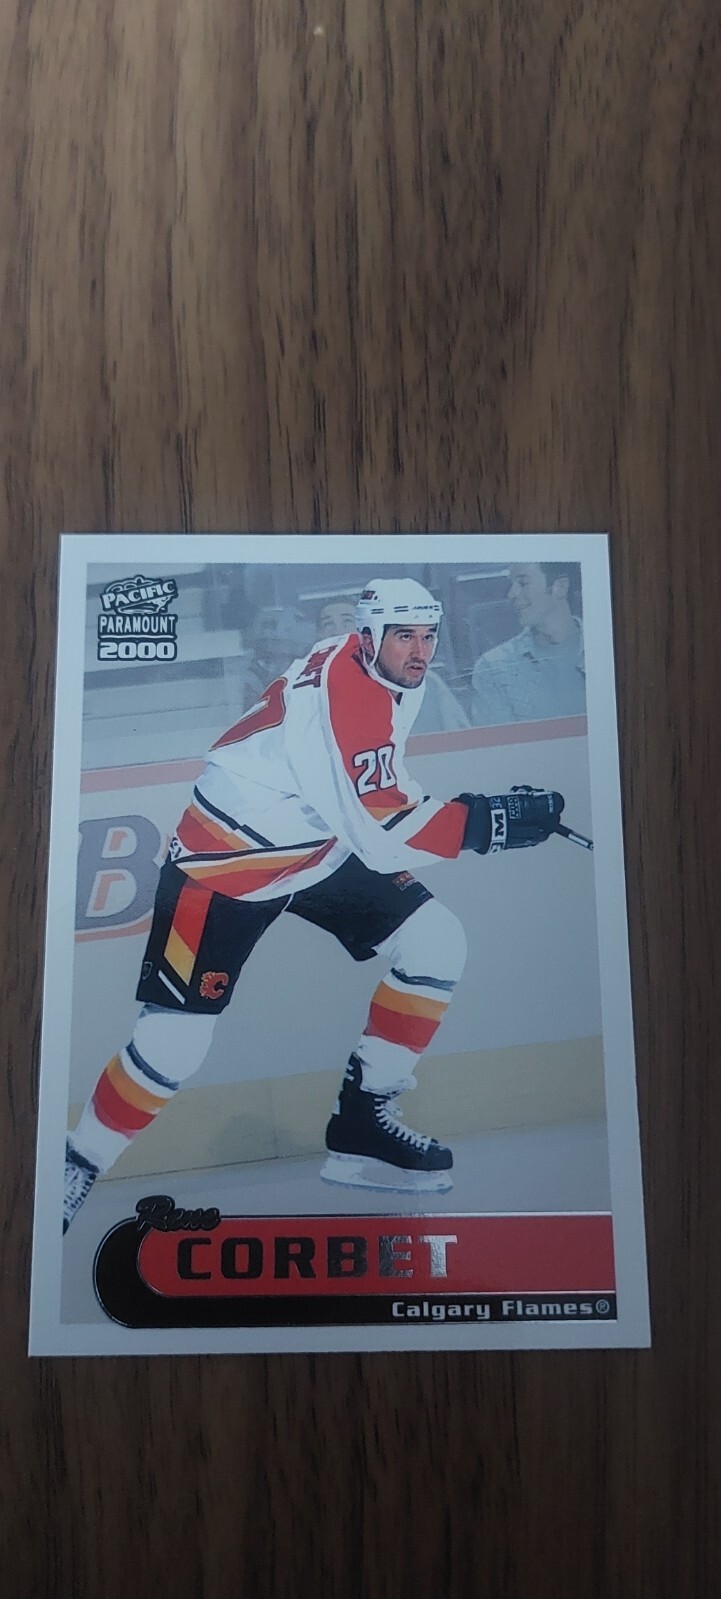 PACIFIC
PARAMOUNT
2000
20
B
Rene
CORBET
Calgary Flames®